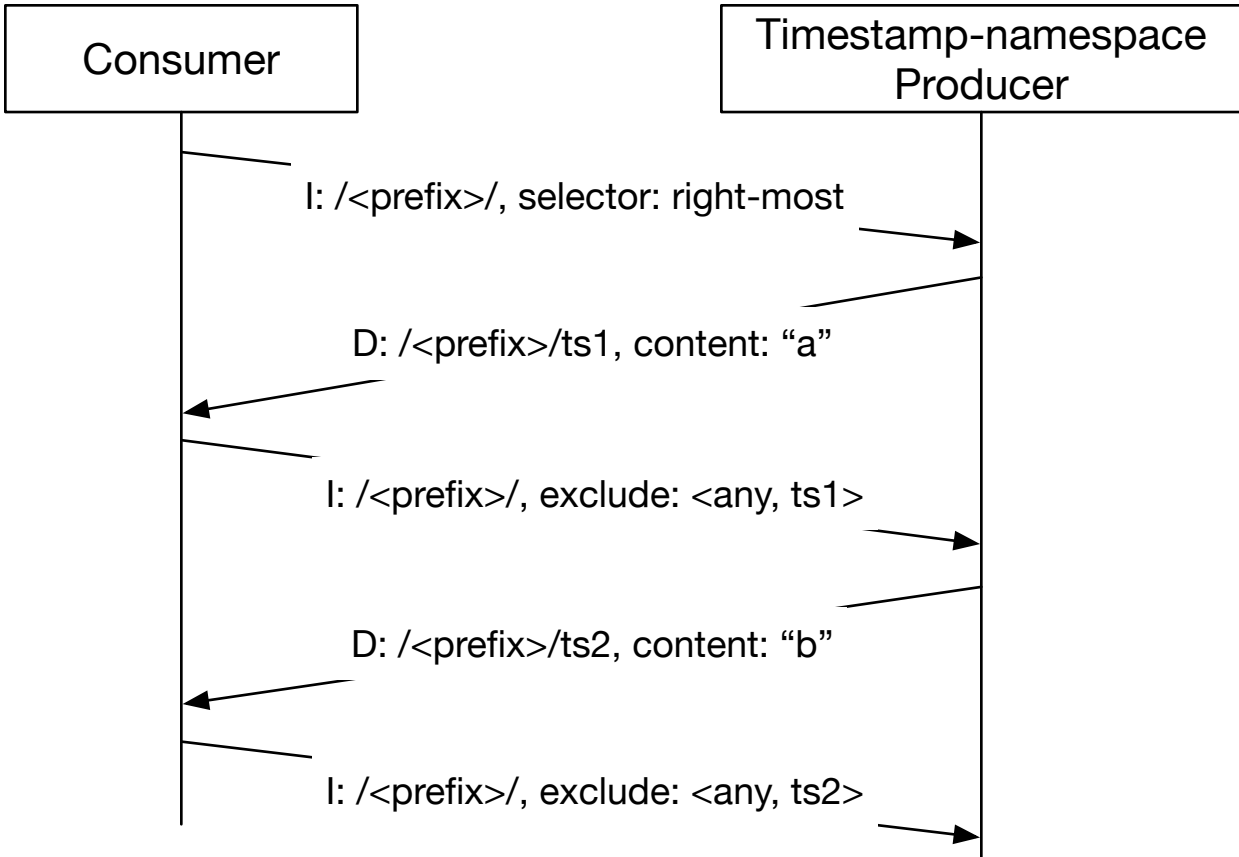 Consumer
Timestamp-namespace
Producer
I: /<prefix>/, selector: right-most
D: /<prefix>/ts1, content: “a”
I: /<prefix>/, exclude: <any, ts1>
D: /<prefix>/ts2, content: “b”
I: /<prefix>/, exclude: <any, ts2>